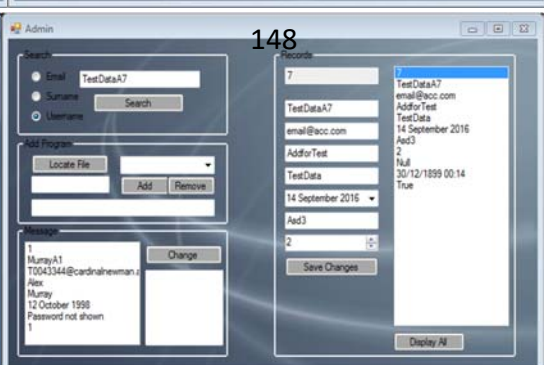 Admin
148
Search
Email
TestDataA7
Surname
Search
Username
Add Program
Locate File
Add
Remove
Message
1
MurrayA1
T0043344@cardinalnewman.a
Alex
Murray
12 October 1998
Password not shown
1
Change
Records
7
TestDataA7
email@acc.com
AddforTest
TestData
14 September 2016
Asd3
2
Save Changes
7
TestDataA7
email@acc.com
AddforTest
TestData
14 September 2016
Asd3
2
Null
30/12/1899 00:14
True
Display All